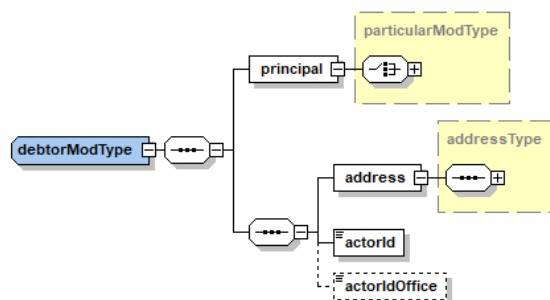 particularModType
principal
debtorModType
addressType
address
actorId
actorIdOffice